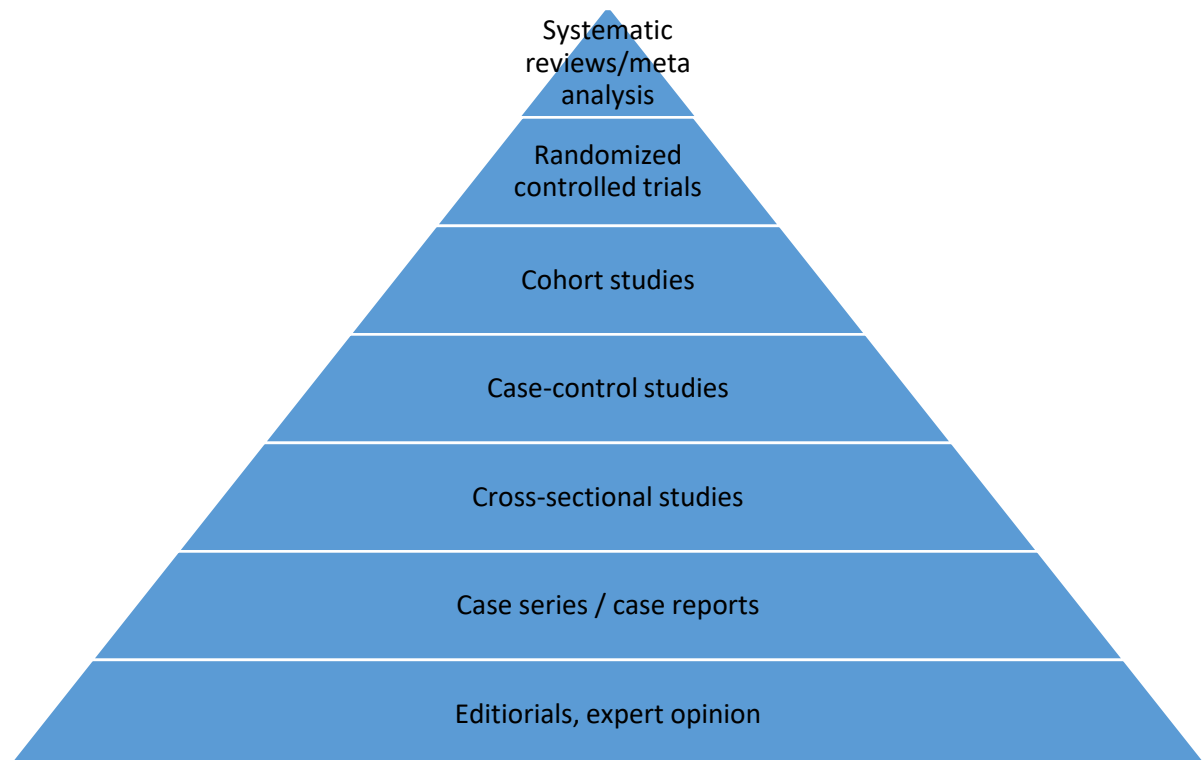 Systematic
reviews/meta
analysis
Randomized
controlled trials
Cohort studies
Case-control studies
Cross-sectional studies
Case series / case reports
Editiorials, expert opinion